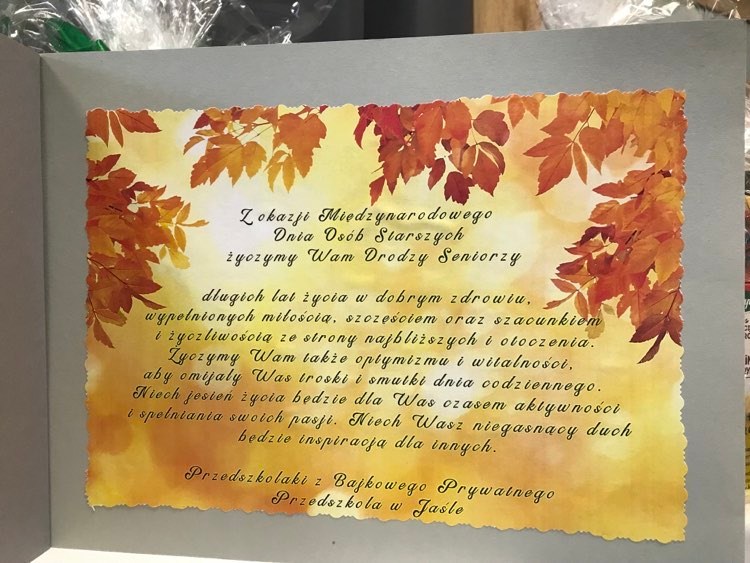 Z okazji Międzynarodowego
Dnia Osób Starszych
życzymy Wam Drodzy Seniorzy
długich lat życia w dobrym zdrowiu,
wypełnionych miłością, szczęściem oraz szacunkiem
i życzliwością ze strony najbliższych i otoczenia.
Życzymy Wam także optymizmu i witalności,
aby omijały Was troski i smutki dnia codziennego.
Niech jesień życia będzie dla Was czasem aktywności
i spełniania swoich pasji. Niech Wasz niegasnący duch
będzie inspiracją dla innych.
Przedszkolaki z Bajkowego Prywatnego
Przedszkola w Jaśle